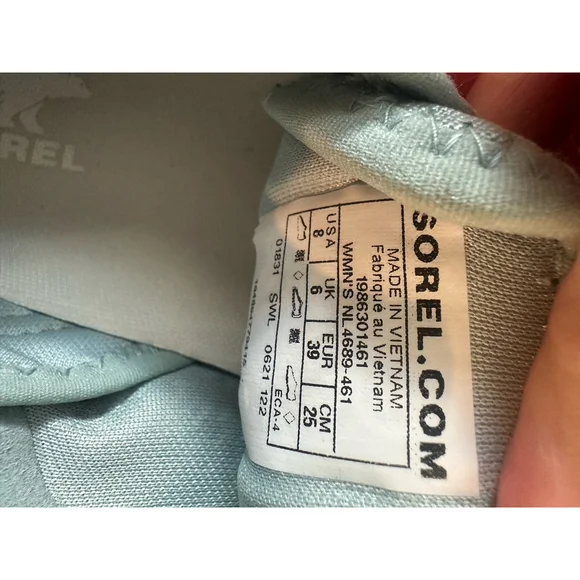 REL
SOREL.COM
MADE IN VIETNAM
Fabriqué au Vietnam
1986301461
WMN'S NL4689-461
USA UK EUR CM
8 6 39 25
01831 SWL 0621 122
ECA-4